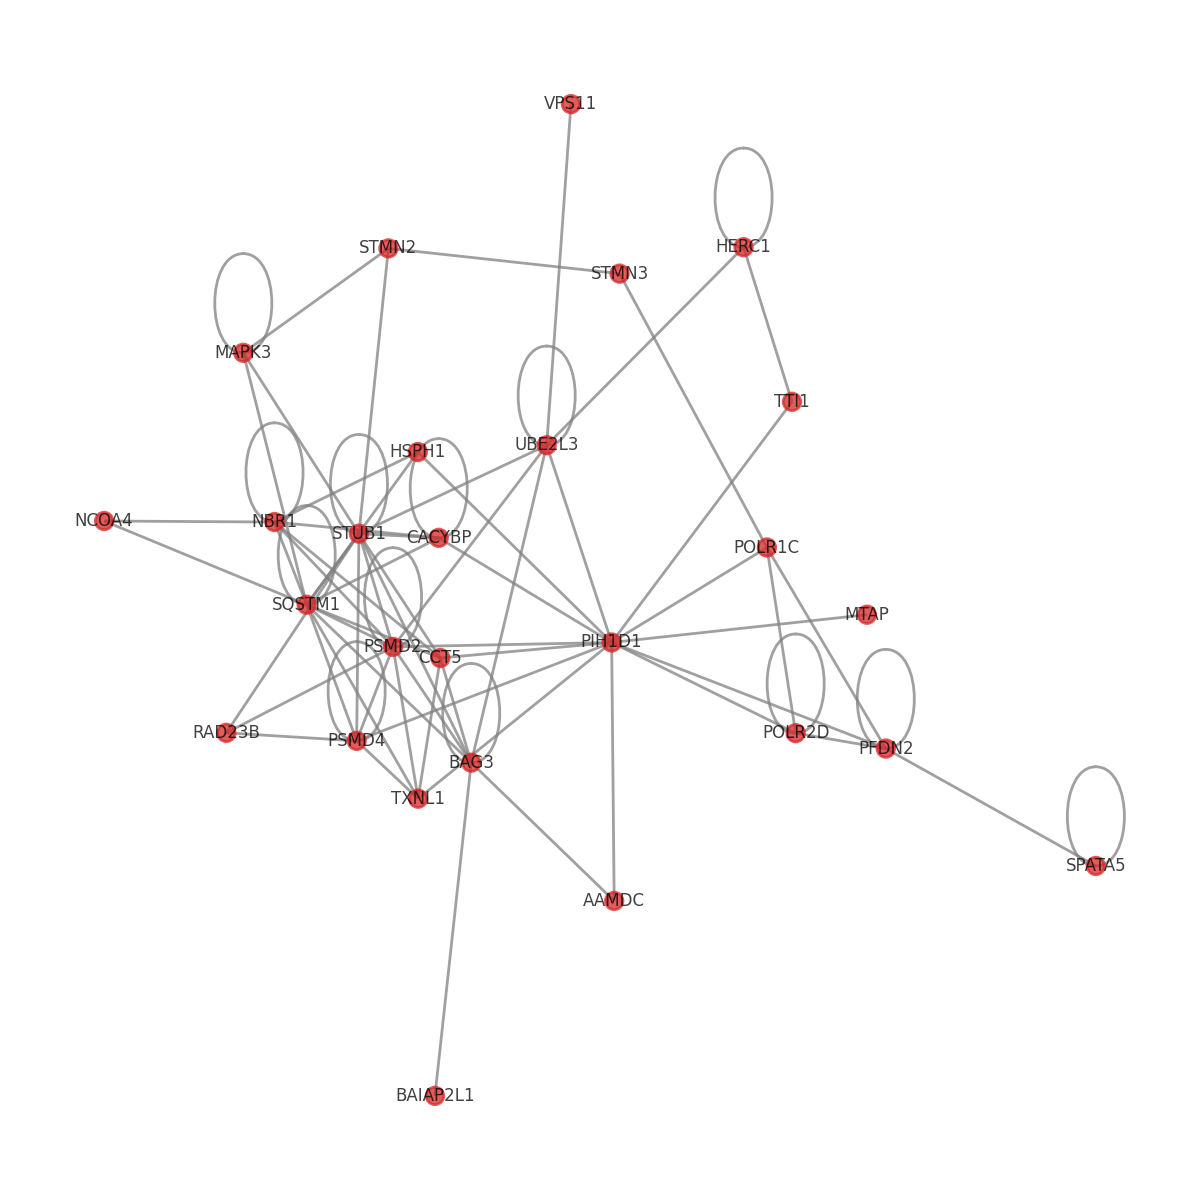 VPS11
HERC1
STMN2
STMN3
MAPK3
TTI1
UBE2L3
HSPH1
NCOA4
NBR1
STUB1
CACYBP
POLR1C
SQSTM1
MTAP
PSMD2
CCT5
PIH1D1
RAD23B
PSMD4
POLR2D
PFDN2
BAG3
TXNL1
SPATA5
AAMDC
BAIAP2L1